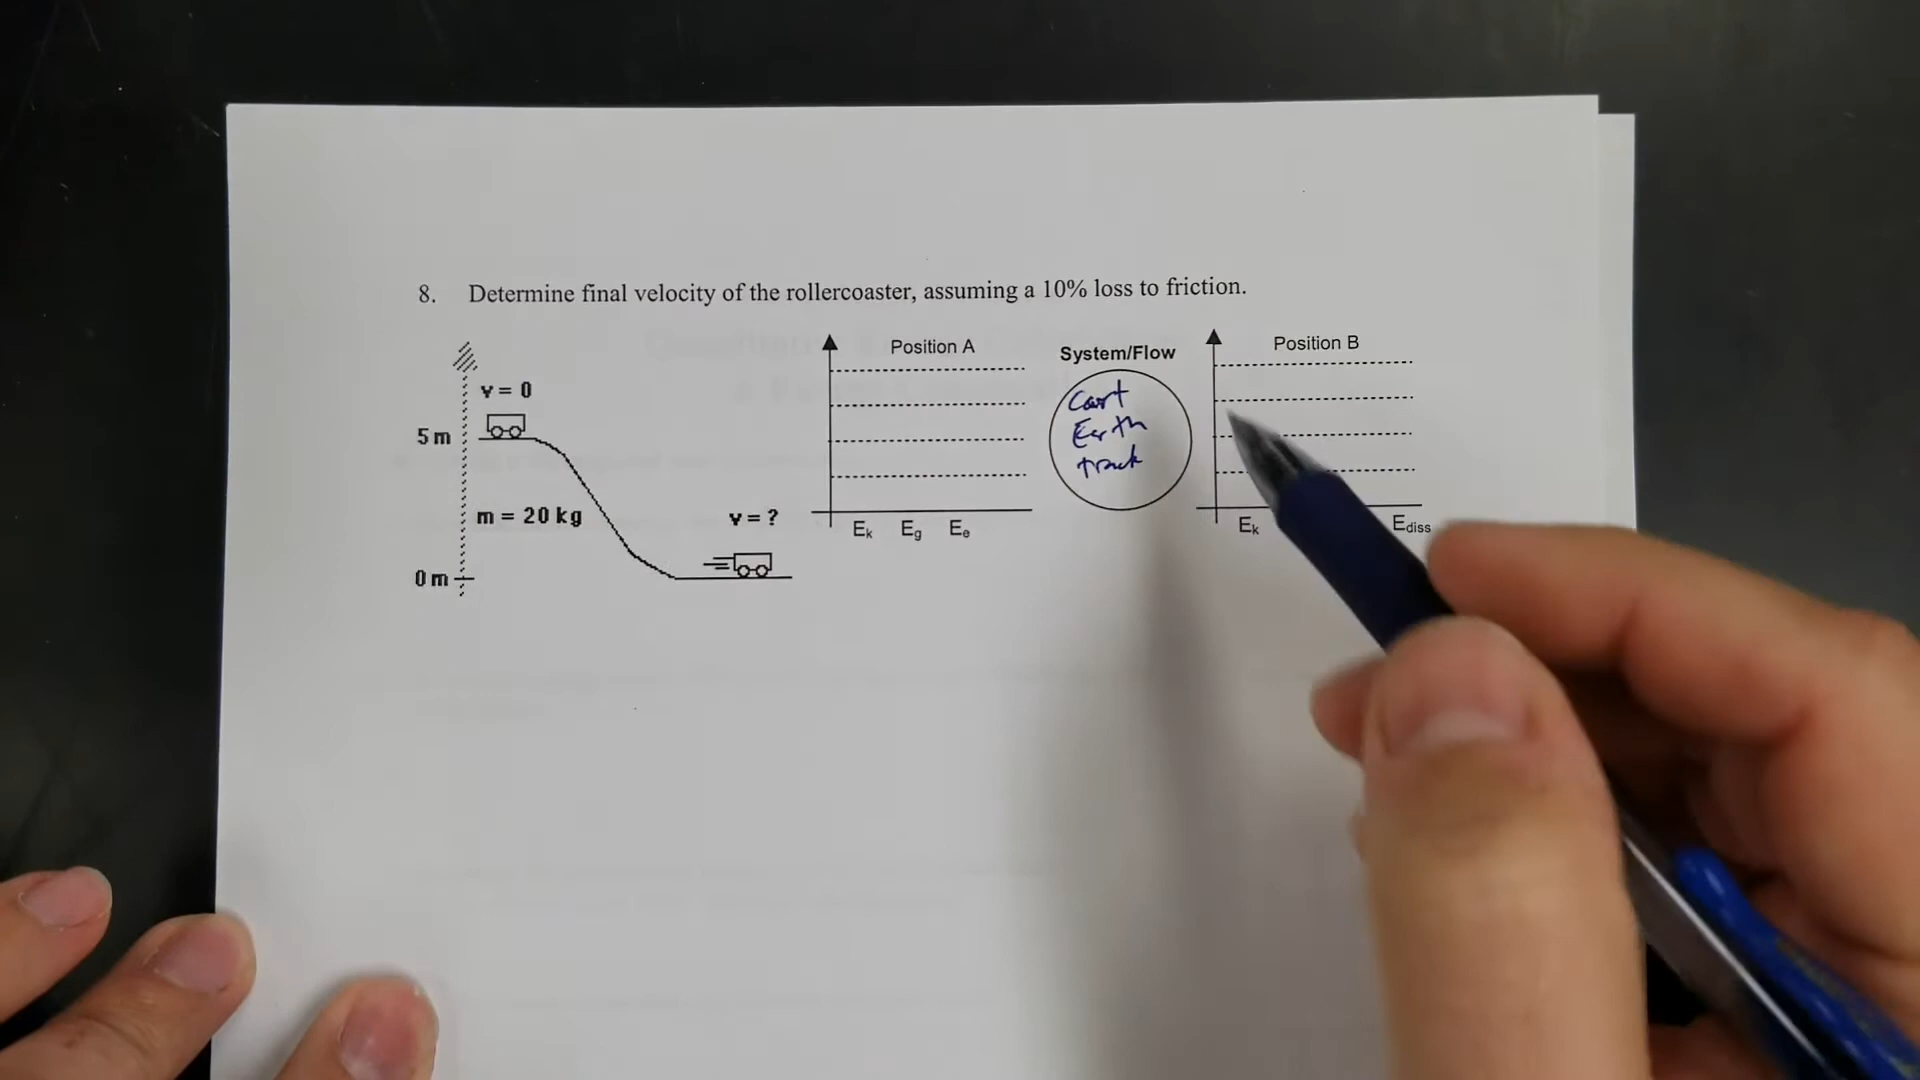 8. Determine final velocity of the rollercoaster, assuming a 10% loss to friction.
v = 0
5 m
m = 20 kg
v = ?
0 m
Position A
Ek Eg Ee
System/Flow
Cart
Earth
track
Position B
Ek Ediss